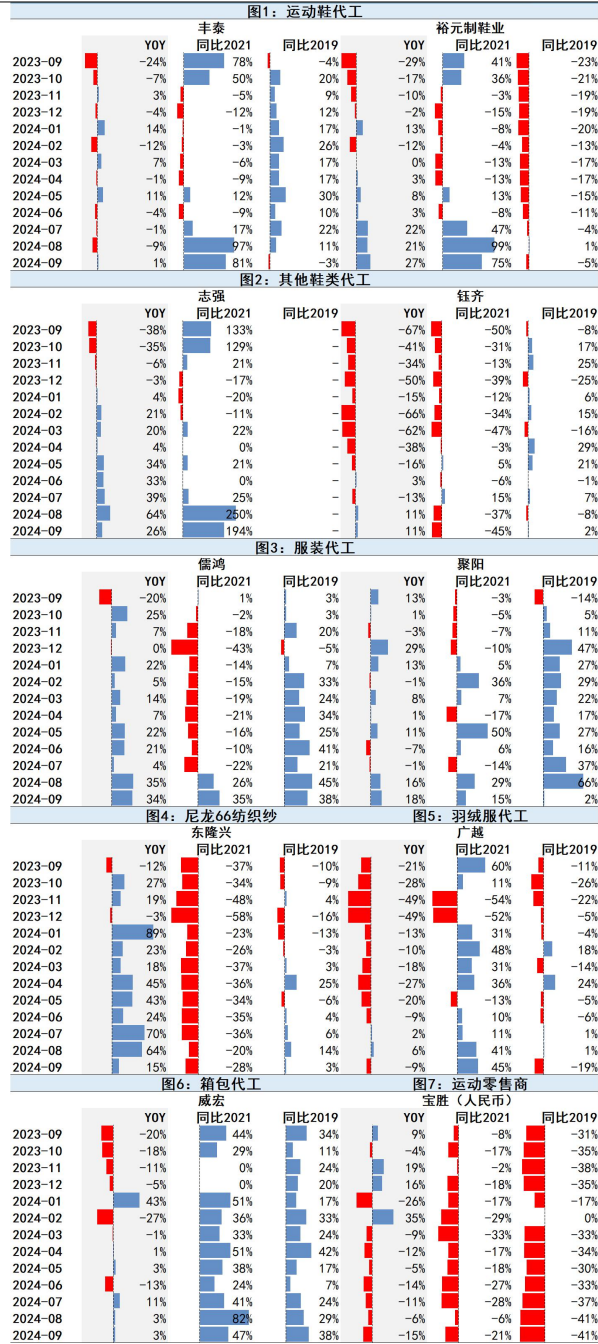 图1：运动鞋代工
丰泰 裕元制鞋业
YOY 同比2021 同比2019 YOY 同比2021 同比2019
2023-09 -24% 78% -4% -29% 41% -23%
2023-10 -7% 50% 20% -17% 36% -21%
2023-11 3% -5% 9% -10% -3% -19%
2023-12 -4% -12% 12% -2% -15% -19%
2024-01 14% -1% 17% 13% -8% -20%
2024-02 -12% -3% 26% -12% -4% -13%
2024-03 7% -6% 17% 0% -13% -17%
2024-04 -1% -9% 17% 3% -13% -17%
2024-05 11% 12% 30% 8% 13% -15%
2024-06 -4% -9% 10% 3% -8% -11%
2024-07 -1% 17% 22% 22% 47% -4%
2024-08 -9% 97% 11% 21% 99% 1%
2024-09 1% 81% -3% 27% 75% -5%
图2：其他鞋类代工
志强 钰齐
YOY 同比2021 同比2019 YOY 同比2021 同比2019
2023-09 -38% 133% - -67% -50% -8%
2023-10 -35% 129% - -41% -31% 17%
2023-11 -6% 21% - -34% -13% 25%
2023-12 -3% -17% - -50% -39% -25%
2024-01 4% -20% - -15% -12% 6%
2024-02 21% -11% - -66% -34% 15%
2024-03 20% 22% - -62% -47% -16%
2024-04 4% 0% - -38% -3% 29%
2024-05 34% 21% - -16% 5% 21%
2024-06 33% 0% - 3% -6% -1%
2024-07 39% 25% - -13% 15% 7%
2024-08 64% 250% - 11% -37% -8%
2024-09 26% 194% - 11% -45% 2%
图3：服装代工
儒鸿 聚阳
YOY 同比2021 同比2019 YOY 同比2021 同比2019
2023-09 -20% 1% 3% 13% -3% -14%
2023-10 25% -2% 3% 1% -5% 5%
2023-11 7% -18% 20% -3% -7% 11%
2023-12 0% -43% -5% 29% -10% 47%
2024-01 22% -14% 7% 13% 5% 27%
2024-02 5% -15% 33% -1% 36% 29%
2024-03 14% -19% 24% 8% 7% 22%
2024-04 7% -21% 34% 1% -17% 17%
2024-05 22% -16% 25% 11% 50% 27%
2024-06 21% -10% 41% -7% 6% 16%
2024-07 4% -22% 21% -1% -14% 37%
2024-08 35% 26% 45% 16% 29% 66%
2024-09 34% 35% 38% 18% 15% 2%
图4：尼龙66纺织纱 图5：羽绒服代工
东隆兴 广越
YOY 同比2021 同比2019 YOY 同比2021 同比2019
2023-09 -12% -37% -10% -21% 60% -11%
2023-10 27% -34% -9% -28% 11% -26%
2023-11 19% -48% 4% -49% -54% -22%
2023-12 -3% -58% -16% -49% -52% -5%
2024-01 89% -23% -13% -13% 31% -4%
2024-02 23% -26% -3% -10% 48% 18%
2024-03 18% -37% 3% -18% 31% -14%
2024-04 45% -36% 25% -27% 36% 24%
2024-05 43% -34% -6% -20% -13% -5%
2024-06 24% -35% 4% -9% 10% -6%
2024-07 70% -36% 6% 2% 11% 1%
2024-08 64% -20% 14% 6% 41% 1%
2024-09 15% -28% 3% -9% 45% -19%
图6：箱包代工 图7：运动零售商
威宏 宝胜（人民币）
YOY 同比2021 同比2019 YOY 同比2021 同比2019
2023-09 -20% 44% 34% 9% -8% -31%
2023-10 -18% 29% 11% -4% -17% -35%
2023-11 -11% 0% 24% 19% -2% -38%
2023-12 -5% 0% 20% 16% -18% -35%
2024-01 43% 51% 17% -26% -17% -17%
2024-02 -27% 36% 33% 35% -29% 0%
2024-03 -1% 33% 24% -9% -33% -33%
2024-04 1% 51% 42% -12% -17% -34%
2024-05 3% 38% 17% -5% -18% -30%
2024-06 -13% 24% 7% -14% -27% -33%
2024-07 11% 41% 24% -11% -28% -37%
2024-08 3% 82% 29% -6% -6% -41%
2024-09 3% 47% 38% -15% -21% -41%